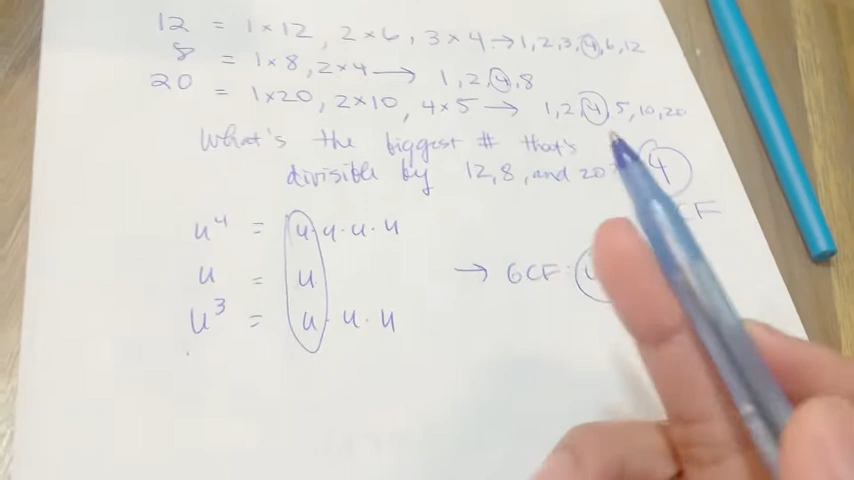 12 = 1×12, 2×6, 3×4→1,2,3,4,6,12
8 = 1×8, 2×4→ 1,2,4,8
20 = 1×20, 2×10, 4×5 → 1,2,4,5,10,20
What's the biggest # that's
divisible by 12,8, and 20 4
CF
u⁴ = u·u·u·u
u = u → GCF:
u³ = u·u·u